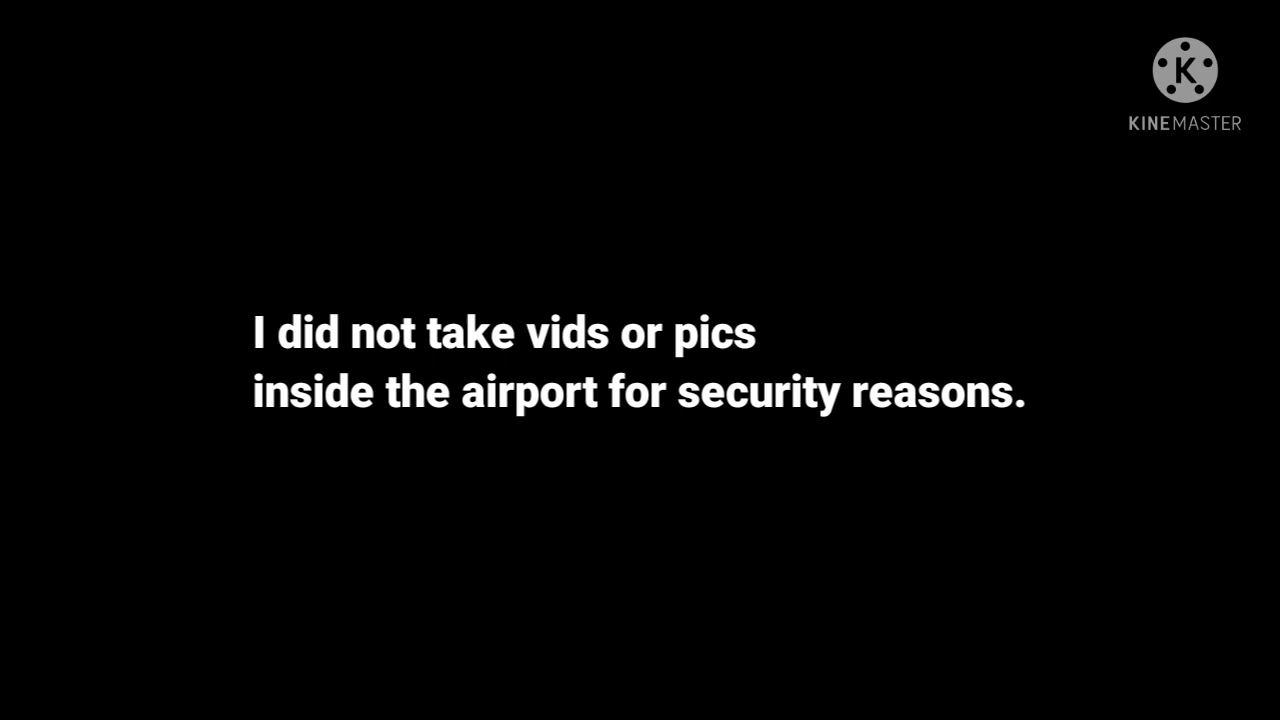 K
KINEMASTER
I did not take vids or pics
inside the airport for security reasons.